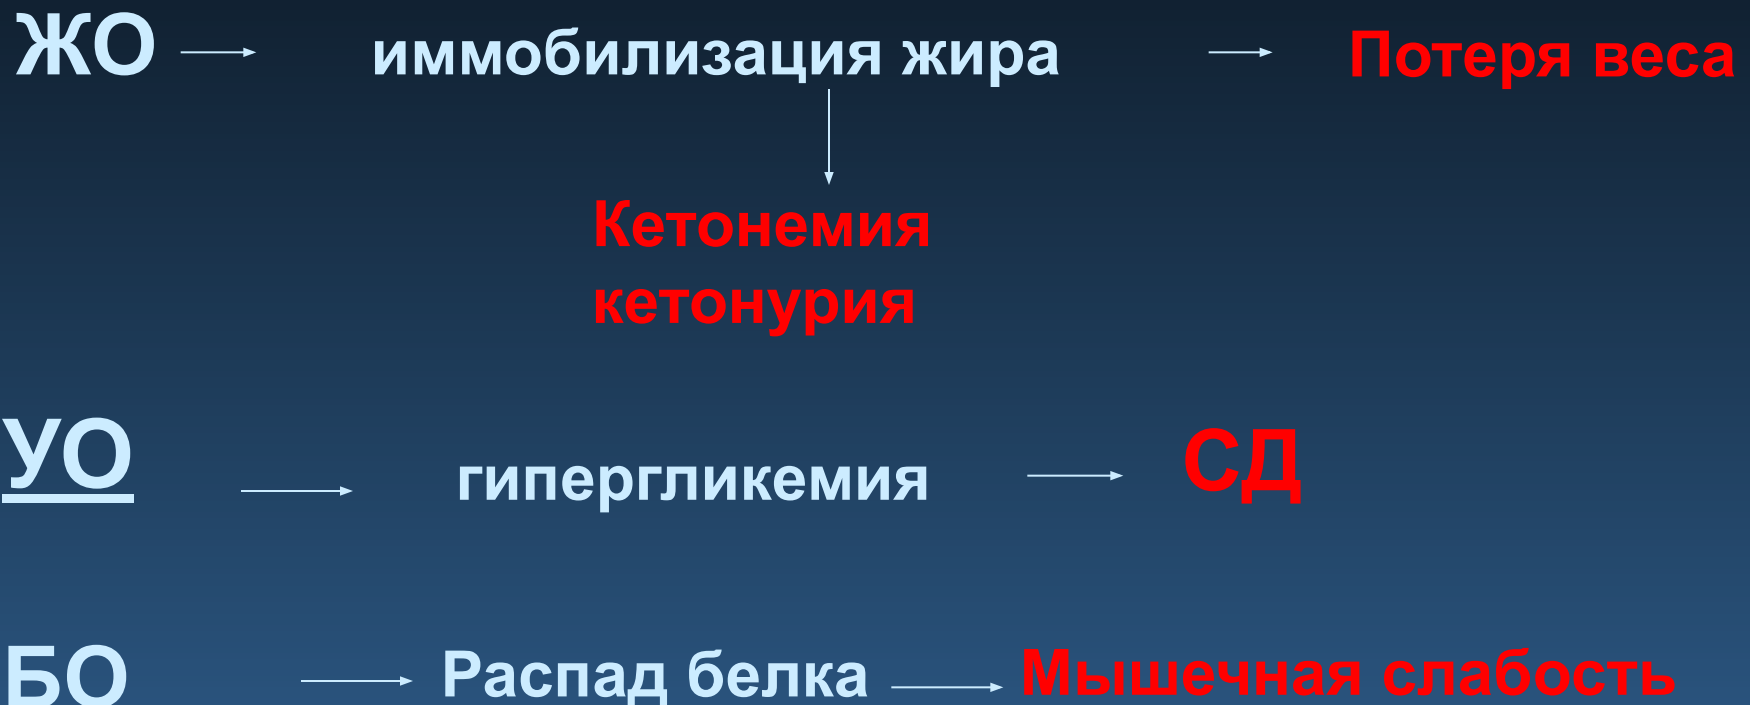 ЖО иммобилизация жира Потеря веса
Кетонемия
кетонурия
УО гипергликемия СД
БО Распад белка Мышечная слабость